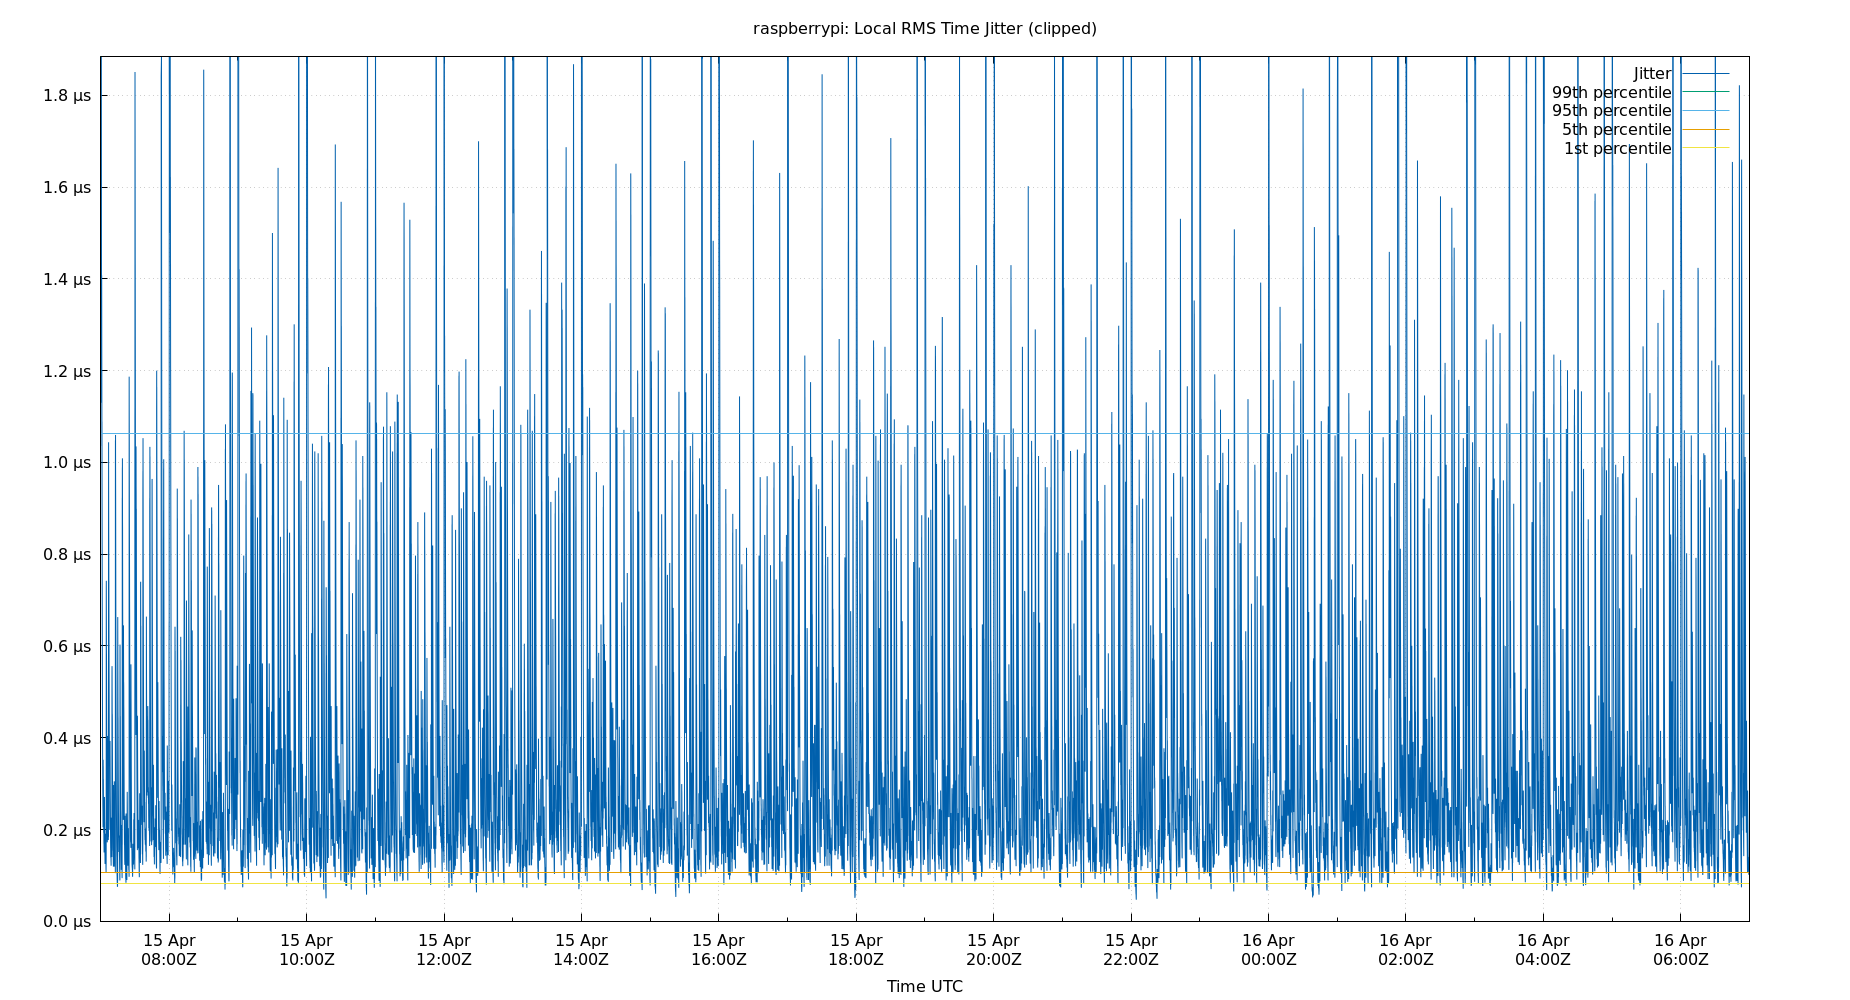 raspberrypi: Local RMS Time Jitter (clipped)
Jitter
99th percentile
95th percentile
5th percentile
1st percentile
1.8 µs
1.6 µs
1.4 µs
1.2 µs
1.0 µs
0.8 µs
0.6 µs
0.4 µs
0.2 µs
0.0 µs
15 Apr 15 Apr 15 Apr 15 Apr 15 Apr 15 Apr 15 Apr 15 Apr 16 Apr 16 Apr 16 Apr 16 Apr
08:00Z 10:00Z 12:00Z 14:00Z 16:00Z 18:00Z 20:00Z 22:00Z 00:00Z 02:00Z 04:00Z 06:00Z
Time UTC